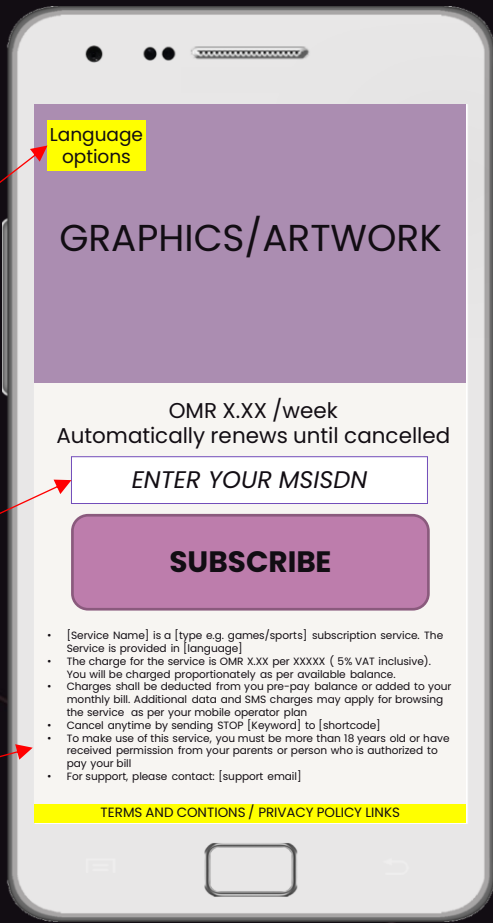 Language
options
GRAPHICS/ARTWORK
OMR X.XX /week
Automatically renews until cancelled
ENTER YOUR MSISDN
SUBSCRIBE
• [Service Name] is a [type e.g. games/sports] subscription service. The
Service is provided in [language]
• The charge for the service is OMR X.XX per XXXXX ( 5% VAT inclusive).
You will be charged proportionately as per available balance.
• Charges shall be deducted from you pre-pay balance or added to your
monthly bill. Additional data and SMS charges may apply for browsing
the service as per your mobile operator plan
• Cancel anytime by sending STOP [Keyword] to [shortcode]
• To make use of this service, you must be more than 18 years old or have
received permission from your parents or person who is authorized to
pay your bill
• For support, please contact: [support email]
TERMS AND CONTIONS / PRIVACY POLICY LINKS